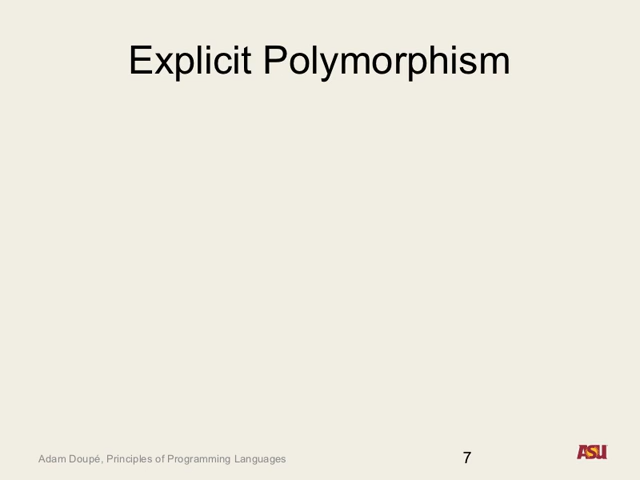 Explicit Polymorphism
Adam Doupé, Principles of Programming Languages
7
ASU